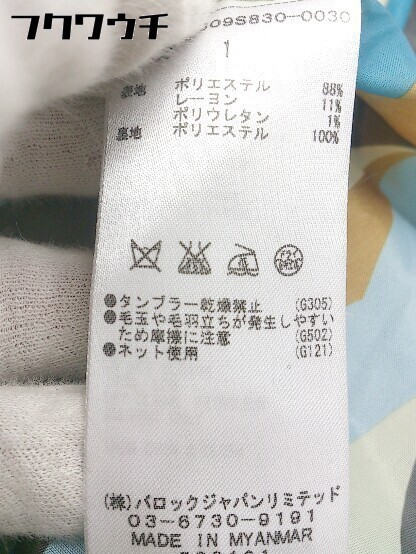 フクワウチ
509S830-0030
1
表地 ポリエステル 88%
レーヨン 11%
ポリウレタン 1%
裏地 ポリエステル 100%
●タンブラー乾燥禁止 (G305)
●毛玉や毛羽立ちが発生しやすい
ため摩擦に注意 (G502)
●ネット使用 (G121)
(株)バロックジャパンリミテッド
03-6730-9191
MADE IN MYANMAR